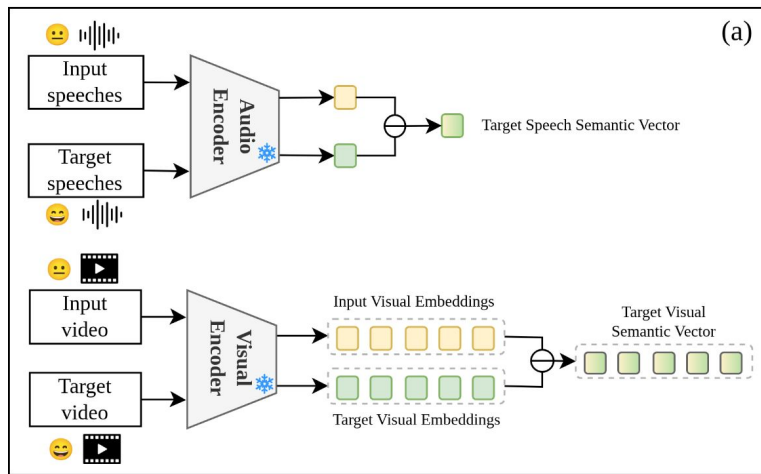 (a)
Input
speeches
Audio
Encoder
Target Speech Semantic Vector
Target
speeches
Input
video
Visual
Encoder
Input Visual Embeddings
Target Visual
Semantic Vector
Target
video
Target Visual Embeddings